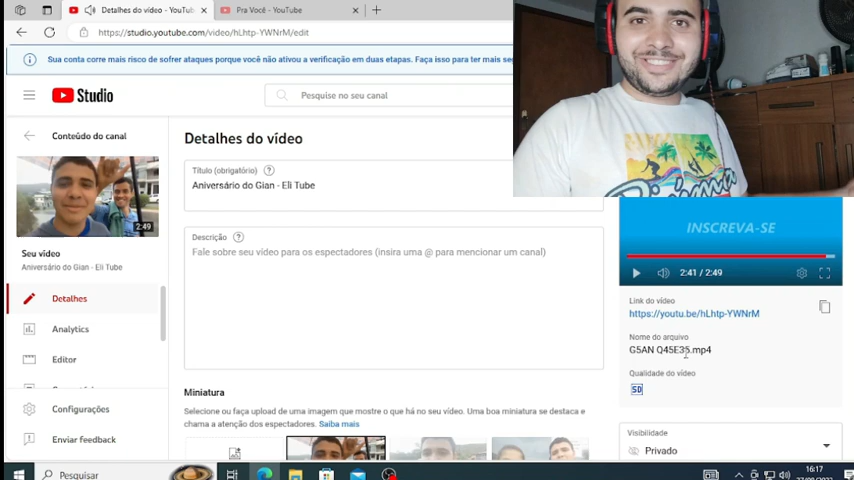 Detalhes do vídeo - YouTub
Pra Você - YouTube
https://studio.youtube.com/video/hLhtp-YWNrM/edit
Sua conta corre mais risco de sofrer ataques porque você não ativou a verificação em duas etapas. Faça isso para ter mais se
Studio
Pesquise no seu canal
Conteúdo do canal
2:49
Seu vídeo
Aniversário do Gian - Eli Tube
Detalhes
Analytics
Editor
Configurações
Enviar feedback
Detalhes do vídeo
Título (obrigatório)
Aniversário do Gian - Eli Tube
Descrição
Fale sobre seu vídeo para os espectadores (insira uma @ para mencionar um canal)
Miniatura
Selecione ou faça upload de uma imagem que mostre o que há no seu vídeo. Uma boa miniatura se destaca e
chama a atenção dos espectadores. Saiba mais
INSCREVA-SE
2:41 / 2:49
Link do vídeo
https://youtu.be/hLhtp-YWNrM
Nome do arquivo
G5AN Q45E35.mp4
Qualidade do vídeo
SD
Visibilidade
Privado
Pesquisar
16:17